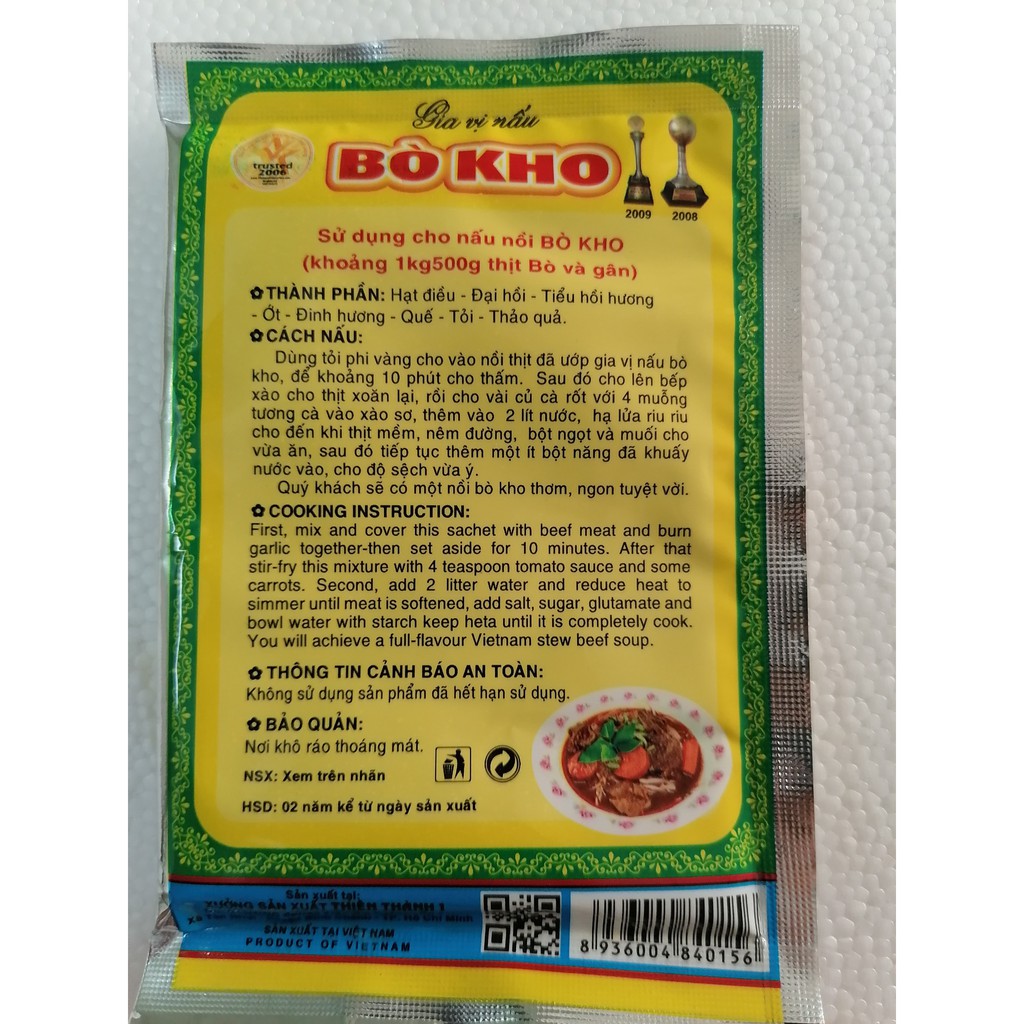 Gia vị nấu
BÒ KHO
trusted
2006
2009
2008
Sử dụng cho nấu nồi BÒ KHO
(khoảng 1kg500g thịt Bò và gân)
✿ THÀNH PHẦN: Hạt điều - Đại hồi - Tiểu hồi hương
- Ớt - Đinh hương - Quế - Tỏi - Thảo quả.
✿ CÁCH NẤU:
Dùng tỏi phi vàng cho vào nồi thịt đã ướp gia vị nấu bò
kho, để khoảng 10 phút cho thấm. Sau đó cho lên bếp
xào cho thịt xoăn lại, rồi cho vài củ cà rốt với 4 muỗng
tương cà vào xào sơ, thêm vào 2 lít nước, hạ lửa riu riu
cho đến khi thịt mềm, nêm đường, bột ngọt và muối cho
vừa ăn, sau đó tiếp tục thêm một ít bột năng đã khuấy
nước vào, cho độ sệch vừa ý.
Quý khách sẽ có một nồi bò kho thơm, ngon tuyệt vời.
✿ COOKING INSTRUCTION:
First, mix and cover this sachet with beef meat and burn
garlic together-then set aside for 10 minutes. After that
stir-fry this mixture with 4 teaspoon tomato sauce and some
carrots. Second, add 2 litter water and reduce heat to
simmer until meat is softened, add salt, sugar, glutamate and
bowl water with starch keep heta until it is completely cook.
You will achieve a full-flavour Vietnam stew beef soup.
✿ THÔNG TIN CẢNH BÁO AN TOÀN:
Không sử dụng sản phẩm đã hết hạn sử dụng.
✿ BẢO QUẢN:
Nơi khô ráo thoáng mát.
NSX: Xem trên nhãn
HSD: 02 năm kể từ ngày sản xuất
Sản xuất tại:
XƯỞNG SẢN XUẤT THIÊN THÀNH 1
SẢN XUẤT TẠI VIỆT NAM
PRODUCT OF VIETNAM
8 936004 840156